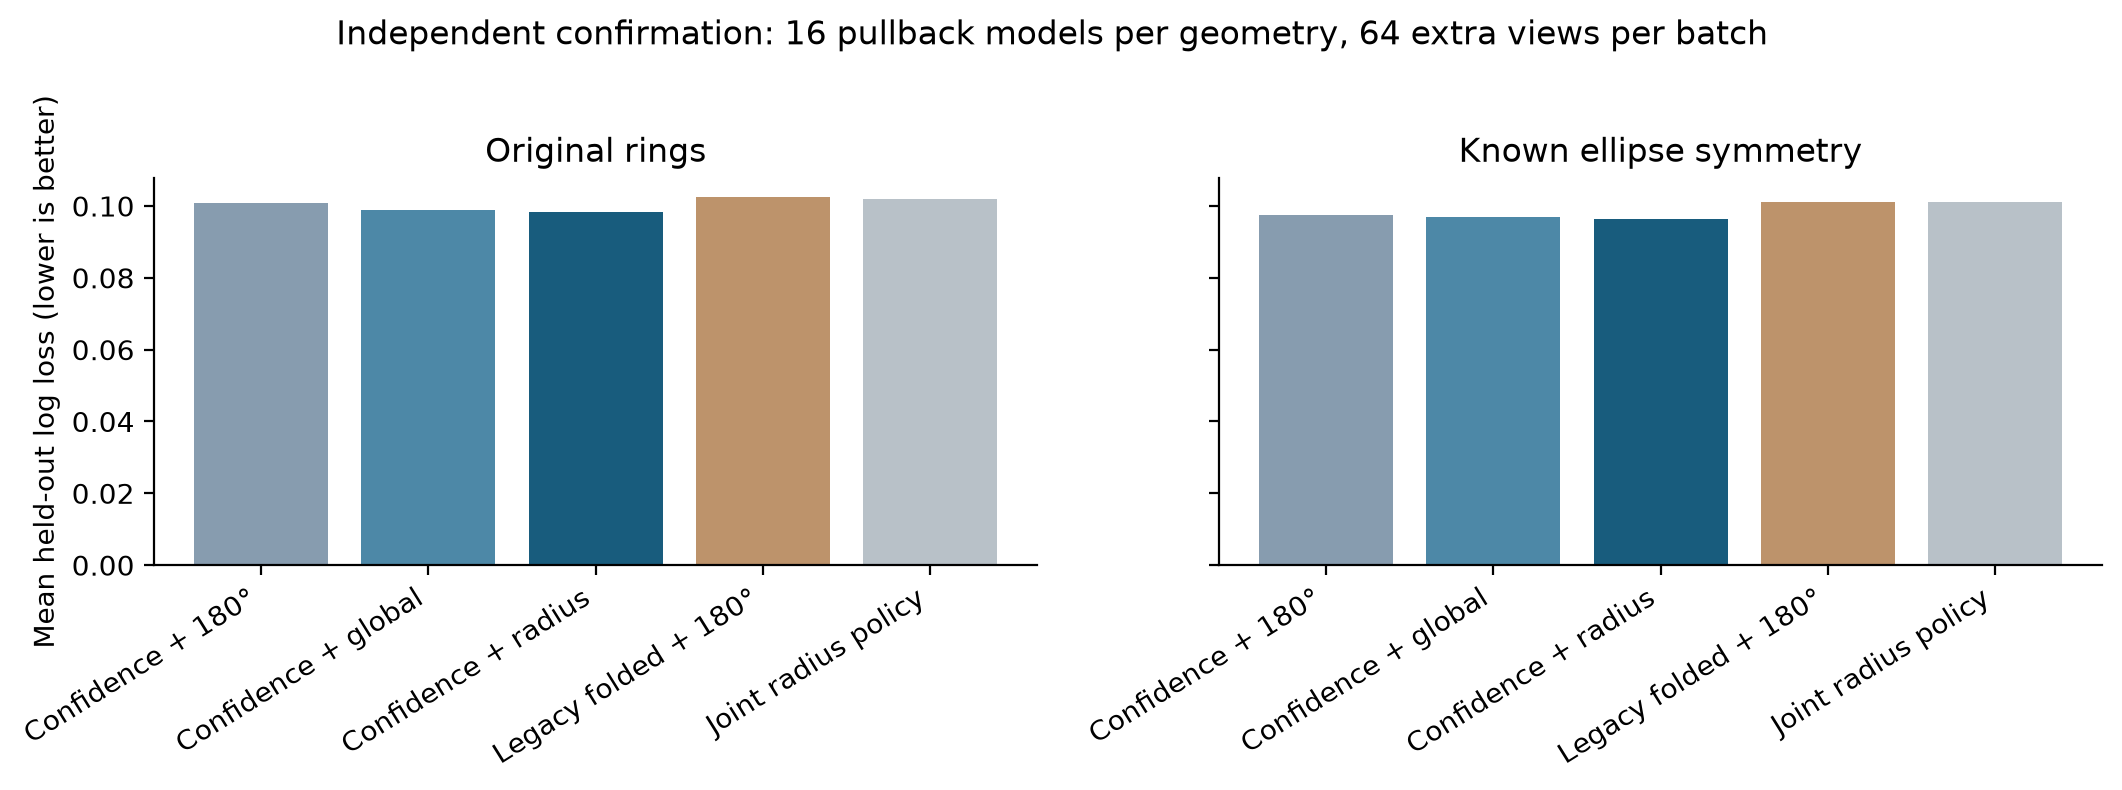 Independent confirmation: 16 pullback models per geometry, 64 extra views per batch
Original rings
Mean held-out log loss (lower is better)
0.10
0.08
0.06
0.04
0.02
0.00
Confidence + 180°
Confidence + global
Confidence + radius
Legacy folded + 180°
Joint radius policy
Known ellipse symmetry
Confidence + 180°
Confidence + global
Confidence + radius
Legacy folded + 180°
Joint radius policy